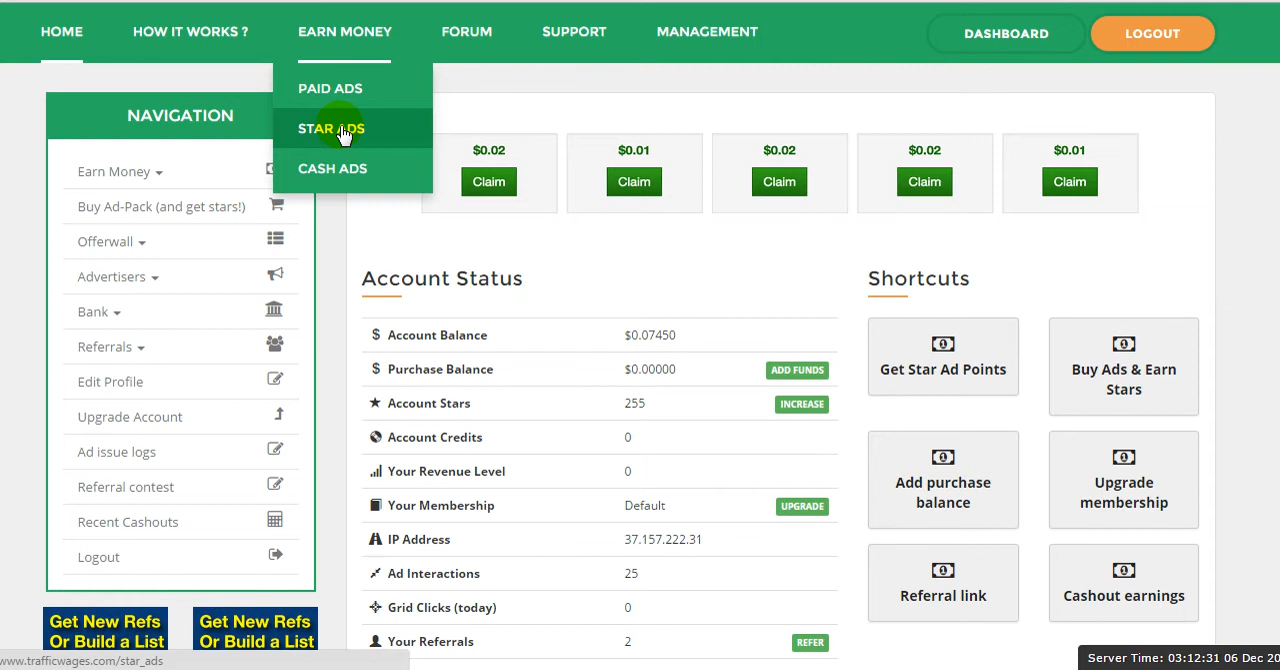 HOME HOW IT WORKS ? EARN MONEY FORUM SUPPORT MANAGEMENT DASHBOARD LOGOUT
PAID ADS
STAR ADS
CASH ADS
NAVIGATION
Earn Money
Buy Ad-Pack (and get stars!)
Offerwall
Advertisers
Bank
Referrals
Edit Profile
Upgrade Account
Ad issue logs
Referral contest
Recent Cashouts
Logout
Get New Refs
Or Build a List
Get New Refs
Or Build a List
$0.02 $0.01 $0.02 $0.02 $0.01
Claim Claim Claim Claim Claim
Account Status
$ Account Balance $0.07450
$ Purchase Balance $0.00000 ADD FUNDS
Account Stars 255 INCREASE
Account Credits 0
Your Revenue Level 0
Your Membership Default UPGRADE
IP Address 37.157.222.31
Ad Interactions 25
Grid Clicks (today) 0
Your Referrals 2 REFER
Shortcuts
Get Star Ad Points
Buy Ads & Earn
Stars
Add purchase
balance
Upgrade
membership
Referral link
Cashout earnings
www.trafficwages.com/star_ads
Server Time: 03:12:31 06 Dec 20